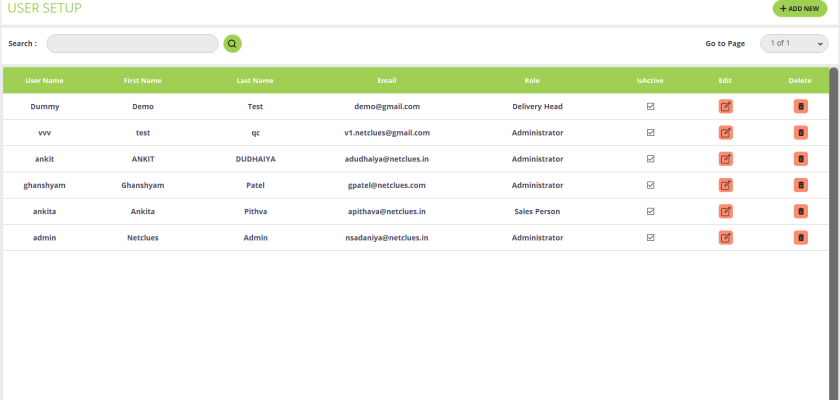 USER SETUP
ADD NEW
Search :
Go to Page 1 of 1
User Name First Name Last Name Email Role IsActive Edit Delete
Dummy Demo Test demo@gmail.com Delivery Head
vvv test qc v1.netclues@gmail.com Administrator
ankit ANKIT DUDHAIYA adudhaiya@netclues.in Administrator
ghanshyam Ghanshyam Patel gpatel@netclues.com Administrator
ankita Ankita Pithva apithava@netclues.in Sales Person
admin Netclues Admin nsadaniya@netclues.in Administrator